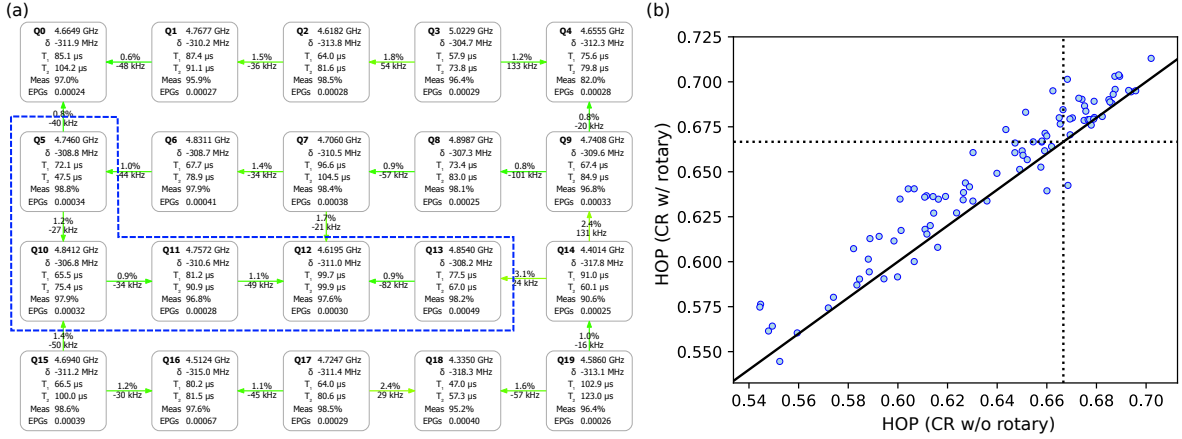 (a)
Q0 4.6649 GHz
δ -311.9 MHz
T₁ 85.1 µs
T₂ 104.2 µs
Meas 97.0%
EPGs 0.00024
0.6%
-48 kHz
Q1 4.7677 GHz
δ -310.2 MHz
T₁ 87.4 µs
T₂ 91.1 µs
Meas 95.9%
EPGs 0.00027
1.5%
-36 kHz
Q2 4.6182 GHz
δ -313.8 MHz
T₁ 64.0 µs
T₂ 81.6 µs
Meas 98.5%
EPGs 0.00028
1.8%
54 kHz
Q3 5.0229 GHz
δ -304.7 MHz
T₁ 57.9 µs
T₂ 73.8 µs
Meas 96.4%
EPGs 0.00029
1.2%
133 kHz
Q4 4.6555 GHz
δ -312.3 MHz
T₁ 75.6 µs
T₂ 79.8 µs
Meas 82.0%
EPGs 0.00028
0.8%
-40 kHz
0.8%
-20 kHz
Q5 4.7460 GHz
δ -308.8 MHz
T₁ 72.1 µs
T₂ 47.5 µs
Meas 98.8%
EPGs 0.00034
1.0%
-44 kHz
Q6 4.8311 GHz
δ -308.7 MHz
T₁ 67.7 µs
T₂ 78.9 µs
Meas 97.9%
EPGs 0.00041
1.4%
-34 kHz
Q7 4.7060 GHz
δ -310.5 MHz
T₁ 96.6 µs
T₂ 104.5 µs
Meas 98.4%
EPGs 0.00038
0.9%
-57 kHz
Q8 4.8987 GHz
δ -307.3 MHz
T₁ 73.4 µs
T₂ 83.0 µs
Meas 98.1%
EPGs 0.00025
0.8%
-101 kHz
Q9 4.7408 GHz
δ -309.6 MHz
T₁ 67.4 µs
T₂ 84.9 µs
Meas 96.8%
EPGs 0.00033
1.2%
-27 kHz
1.7%
-21 kHz
2.4%
131 kHz
Q10 4.8412 GHz
δ -306.8 MHz
T₁ 65.5 µs
T₂ 75.4 µs
Meas 97.9%
EPGs 0.00032
0.9%
-34 kHz
Q11 4.7572 GHz
δ -310.6 MHz
T₁ 81.2 µs
T₂ 90.9 µs
Meas 96.8%
EPGs 0.00028
1.1%
-49 kHz
Q12 4.6195 GHz
δ -311.0 MHz
T₁ 99.7 µs
T₂ 99.9 µs
Meas 97.6%
EPGs 0.00030
0.9%
-82 kHz
Q13 4.8540 GHz
δ -308.2 MHz
T₁ 77.5 µs
T₂ 67.0 µs
Meas 98.2%
EPGs 0.00049
3.1%
24 kHz
Q14 4.4014 GHz
δ -317.8 MHz
T₁ 91.0 µs
T₂ 60.1 µs
Meas 90.6%
EPGs 0.00025
1.4%
-50 kHz
1.0%
-16 kHz
Q15 4.6940 GHz
δ -311.2 MHz
T₁ 66.5 µs
T₂ 100.0 µs
Meas 98.6%
EPGs 0.00039
1.2%
-30 kHz
Q16 4.5124 GHz
δ -315.0 MHz
T₁ 80.2 µs
T₂ 81.5 µs
Meas 97.6%
EPGs 0.00067
1.1%
-45 kHz
Q17 4.7247 GHz
δ -311.4 MHz
T₁ 64.0 µs
T₂ 80.6 µs
Meas 98.5%
EPGs 0.00029
2.4%
29 kHz
Q18 4.3350 GHz
δ -318.3 MHz
T₁ 47.0 µs
T₂ 57.3 µs
Meas 95.2%
EPGs 0.00040
1.6%
-57 kHz
Q19 4.5860 GHz
δ -313.1 MHz
T₁ 102.9 µs
T₂ 123.0 µs
Meas 96.4%
EPGs 0.00026
(b)
HOP (CR w/ rotary)
0.725
0.700
0.675
0.650
0.625
0.600
0.575
0.550
0.54 0.56 0.58 0.60 0.62 0.64 0.66 0.68 0.70
HOP (CR w/o rotary)